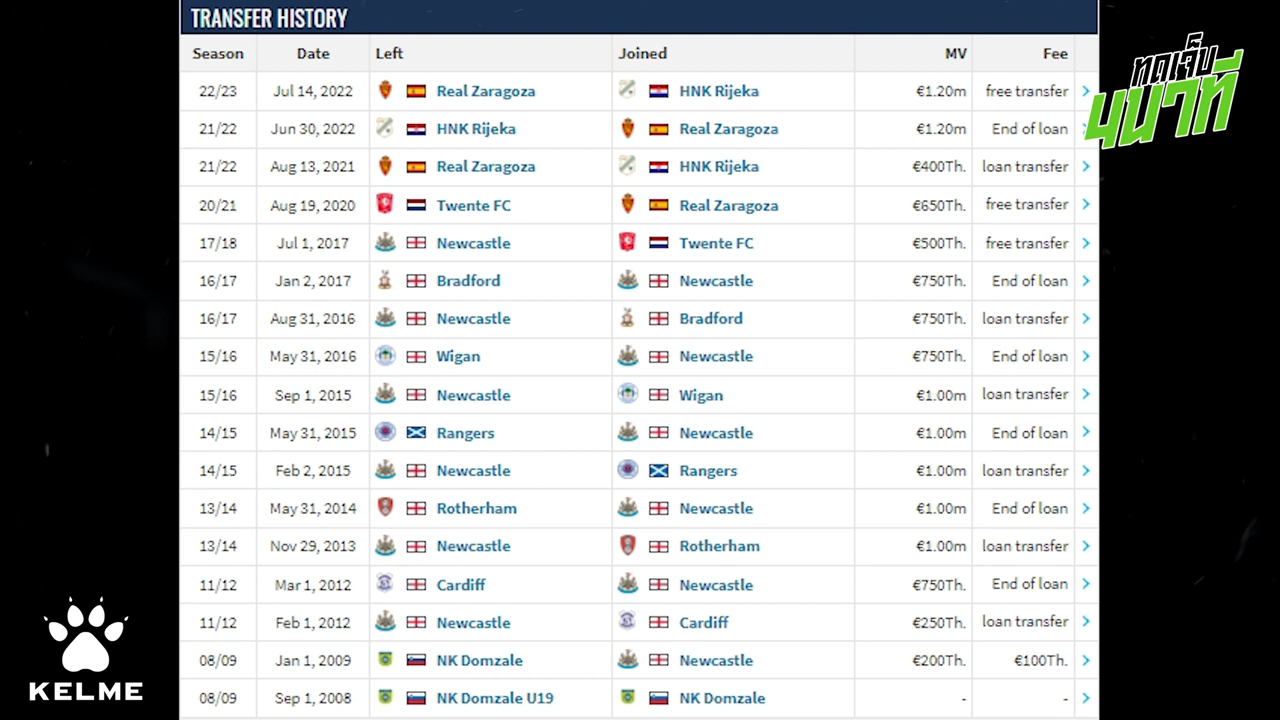 TRANSFER HISTORY
Season Date Left Joined MV Fee
22/23 Jul 14, 2022 Real Zaragoza HNK Rijeka €1.20m free transfer
21/22 Jun 30, 2022 HNK Rijeka Real Zaragoza €1.20m End of loan
21/22 Aug 13, 2021 Real Zaragoza HNK Rijeka €400Th. loan transfer
20/21 Aug 19, 2020 Twente FC Real Zaragoza €650Th. free transfer
17/18 Jul 1, 2017 Newcastle Twente FC €500Th. free transfer
16/17 Jan 2, 2017 Bradford Newcastle €750Th. End of loan
16/17 Aug 31, 2016 Newcastle Bradford €750Th. loan transfer
15/16 May 31, 2016 Wigan Newcastle €750Th. End of loan
15/16 Sep 1, 2015 Newcastle Wigan €1.00m loan transfer
14/15 May 31, 2015 Rangers Newcastle €1.00m End of loan
14/15 Feb 2, 2015 Newcastle Rangers €1.00m loan transfer
13/14 May 31, 2014 Rotherham Newcastle €1.00m End of loan
13/14 Nov 29, 2013 Newcastle Rotherham €1.00m loan transfer
11/12 Mar 1, 2012 Cardiff Newcastle €750Th. End of loan
11/12 Feb 1, 2012 Newcastle Cardiff €250Th. loan transfer
08/09 Jan 1, 2009 NK Domzale Newcastle €200Th. €100Th.
08/09 Sep 1, 2008 NK Domzale U19 NK Domzale - -
ทดเจ็บ
4นาที
KELME